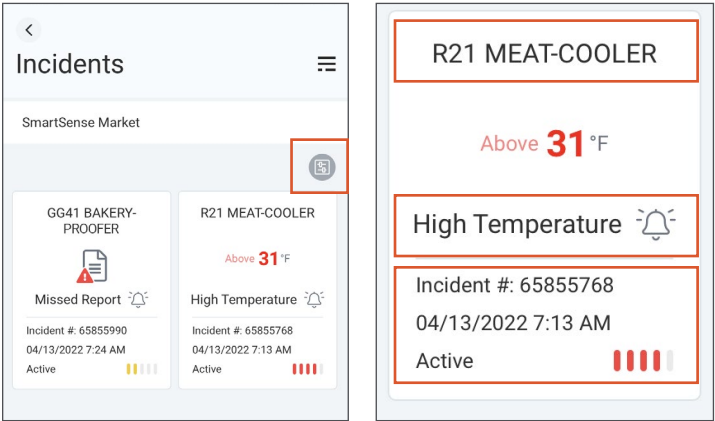 Incidents
SmartSense Market
GG41 BAKERY-
PROOFER
Missed Report
Incident #: 65855990
04/13/2022 7:24 AM
Active
R21 MEAT-COOLER
Above 31 °F
High Temperature
Incident #: 65855768
04/13/2022 7:13 AM
Active
R21 MEAT-COOLER
Above 31 °F
High Temperature
Incident #: 65855768
04/13/2022 7:13 AM
Active